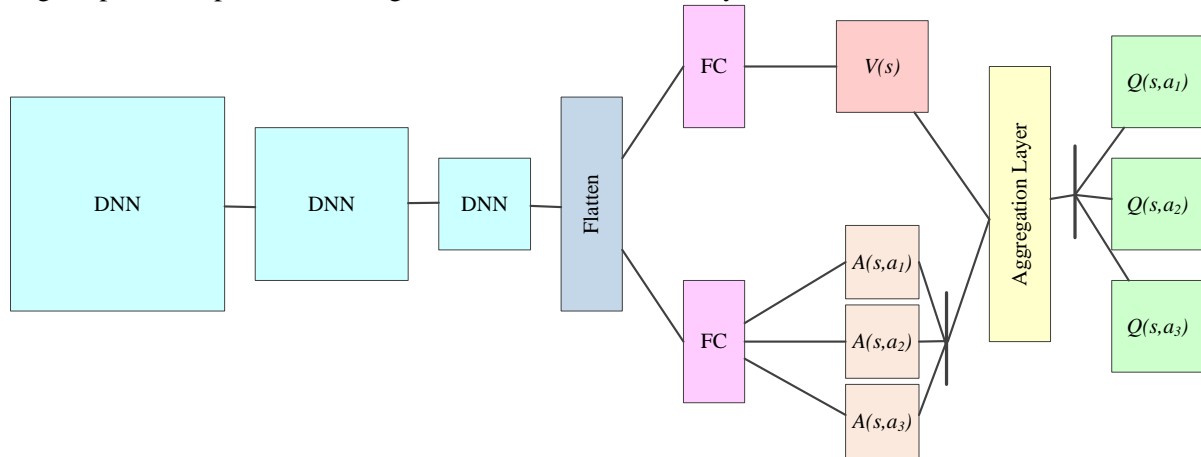 DNN
DNN
DNN
Flatten
FC
V(s)
FC
A(s,a1)
A(s,a2)
A(s,a3)
Aggregation Layer
Q(s,a1)
Q(s,a2)
Q(s,a3)